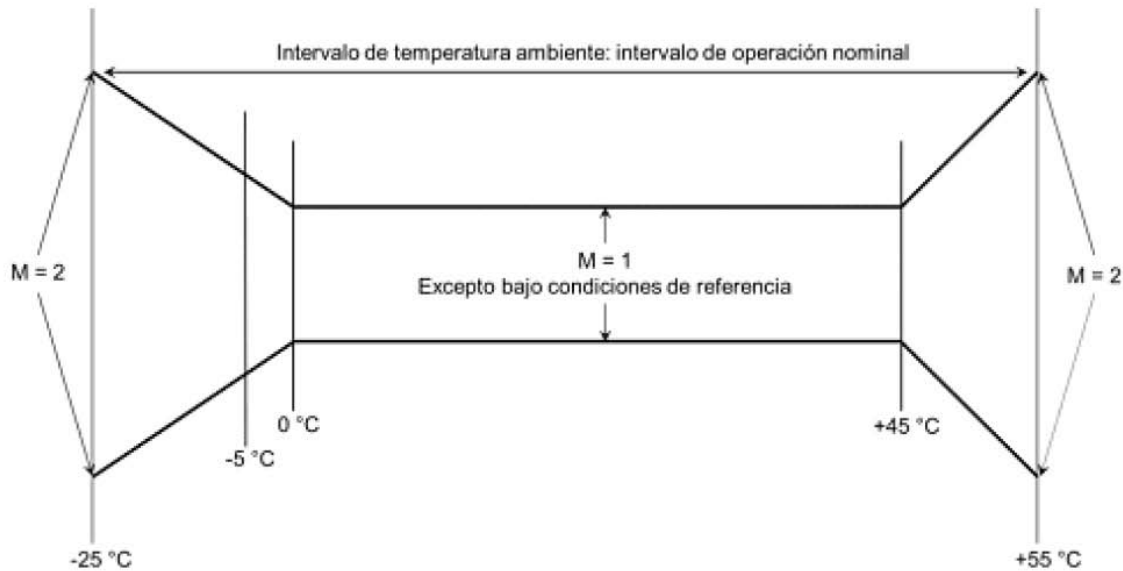 Intervalo de temperatura ambiente: intervalo de operación nominal
M = 2
M = 1
Excepto bajo condiciones de referencia
M = 2
0 °C
+45 °C
-5 °C
-25 °C
+55 °C